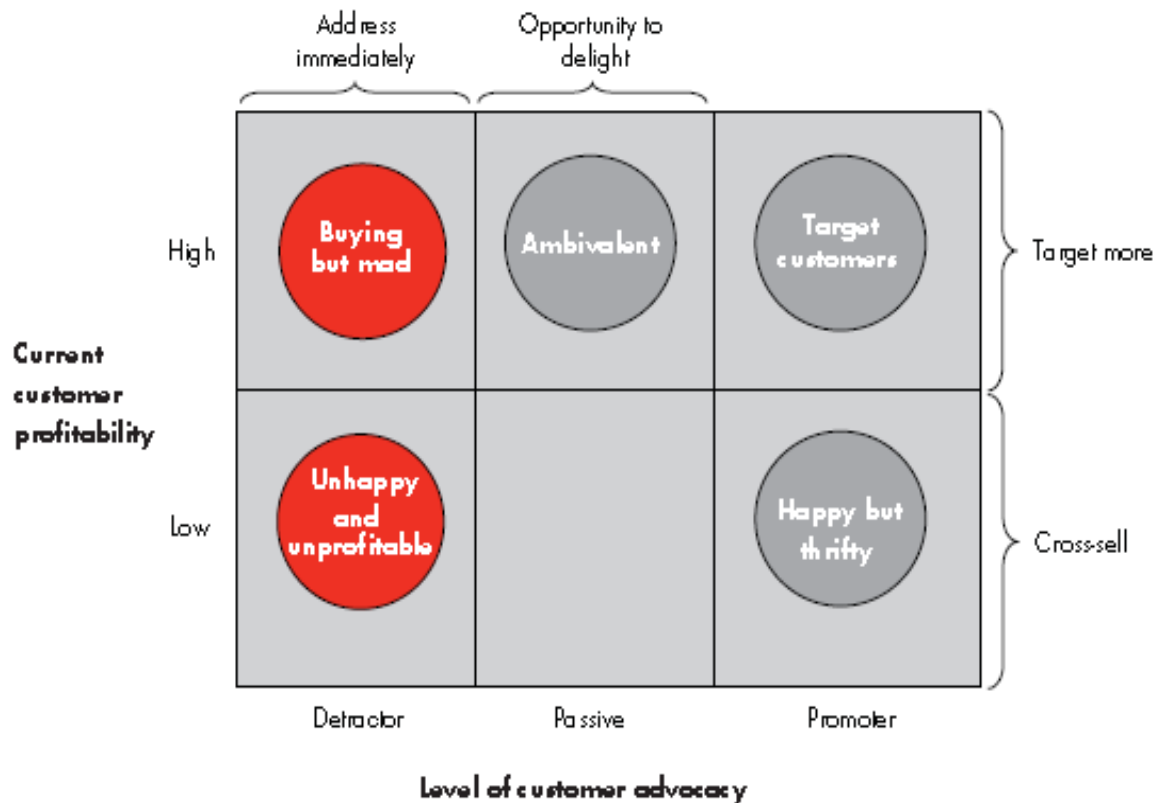 Address
immediately
Opportunity to
delight
High
Buying
but mad
Ambivalent
Target
customers
Target more
Current
customer
profitability
Low
Unhappy
and
unprofitable
Happy but
thrifty
Cross-sell
Detractor
Passive
Promoter
Level of customer advocacy